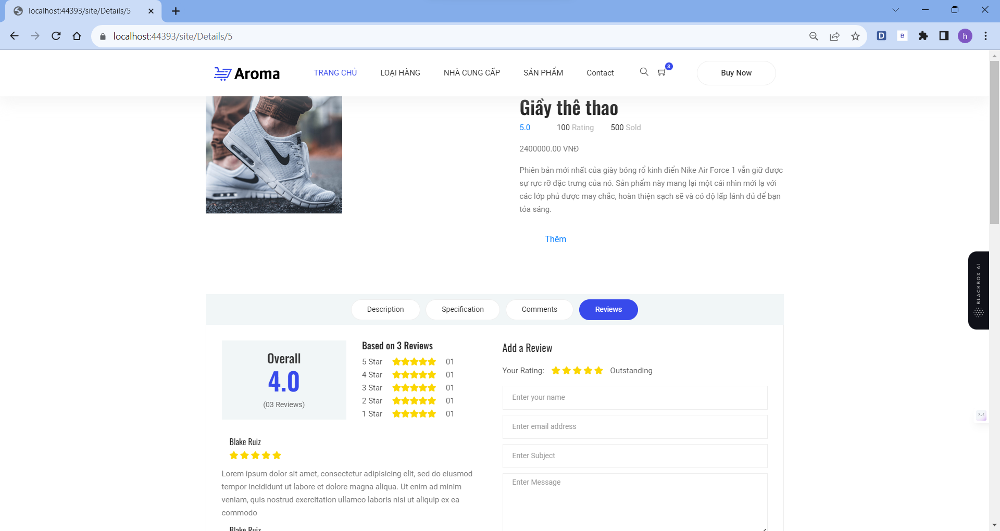 localhost:44393/site/Details/5
localhost:44393/site/Details/5
D
B
h
Aroma
TRANG CHỦ
LOẠI HÀNG
NHÀ CUNG CẤP
SẢN PHẨM
Contact
3
Buy Now
Giầy thê thao
5.0 100 Rating 500 Sold
2400000.00 VNĐ
Phiên bản mới nhất của giày bóng rổ kinh điển Nike Air Force 1 vẫn giữ được
sự rực rỡ đặc trưng của nó. Sản phẩm này mang lại một cái nhìn mới lạ với
các lớp phủ được may chắc, hoàn thiện sạch sẽ và có độ lấp lánh đủ để bạn
tỏa sáng.
Thêm
BLACKBOX AI
Description
Specification
Comments
Reviews
Overall
4.0
(03 Reviews)
Based on 3 Reviews
5 Star 01
4 Star 01
3 Star 01
2 Star 01
1 Star 01
Blake Ruiz
Lorem ipsum dolor sit amet, consectetur adipisicing elit, sed do eiusmod
tempor incididunt ut labore et dolore magna aliqua. Ut enim ad minim
veniam, quis nostrud exercitation ullamco laboris nisi ut aliquip ex ea
commodo
Blake Ruiz
Add a Review
Your Rating: Outstanding
Enter your name
Enter email address
Enter Subject
Enter Message